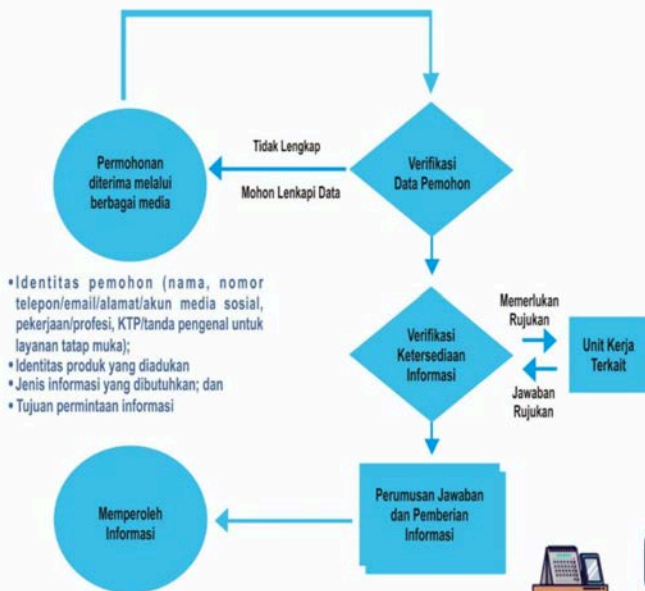 Permohonan
diterima melalui
berbagai media
Tidak Lengkap
Mohon Lenkapi Data
Verifikasi
Data Pemohon
•Identitas pemohon (nama, nomor
telepon/email/alamat/akun media sosial,
pekerjaan/profesi, KTP/tanda pengenal untuk
layanan tatap muka);
•Identitas produk yang diadukan
•Jenis informasi yang dibutuhkan; dan
•Tujuan permintaan informasi
Verifikasi
Ketersediaan
Informasi
Memerlukan
Rujukan
Unit Kerja
Terkait
Jawaban
Rujukan
Perumusan Jawaban
dan Pemberian
Informasi
Memperoleh
Informasi